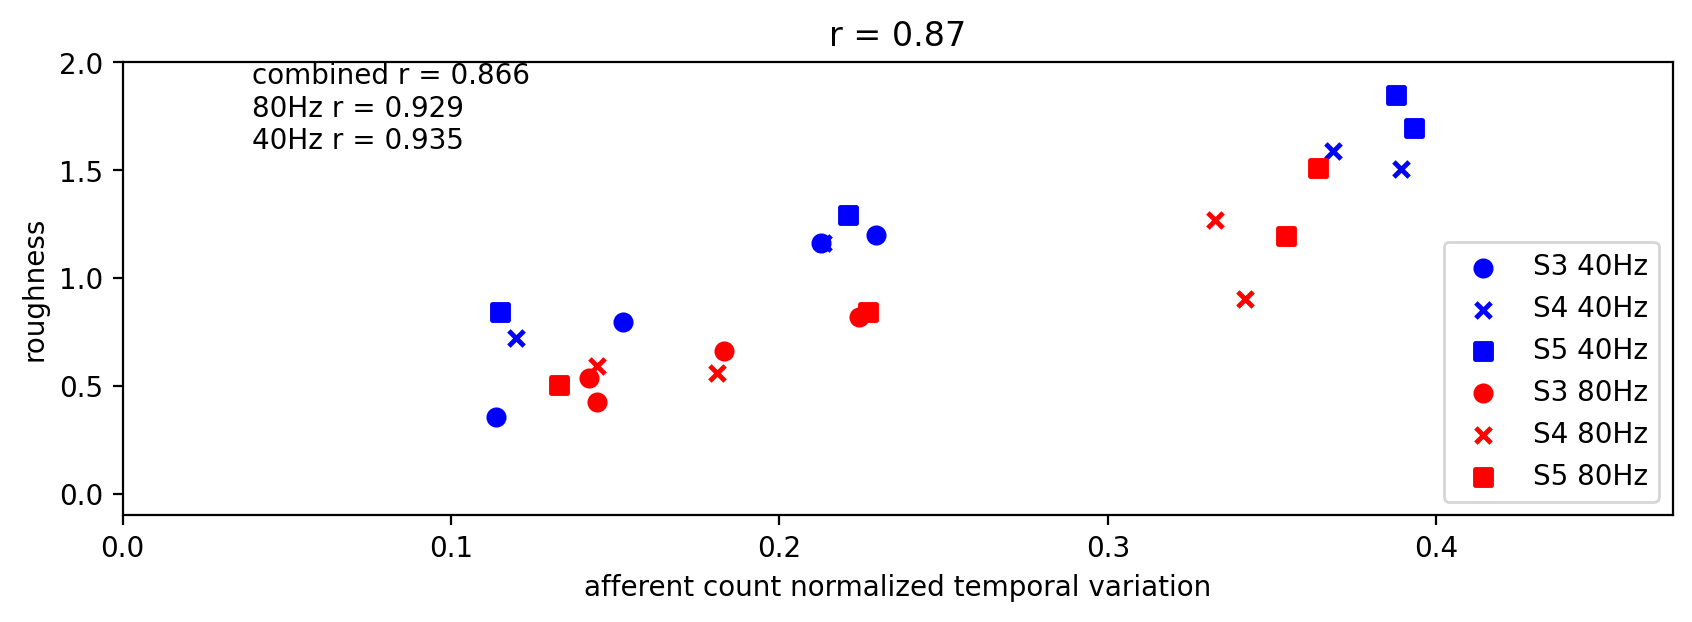 r = 0.87
combined r = 0.866
80Hz r = 0.929
40Hz r = 0.935
2.0
1.5
1.0
0.5
0.0
roughness
S3 40Hz
S4 40Hz
S5 40Hz
S3 80Hz
S4 80Hz
S5 80Hz
0.0 0.1 0.2 0.3 0.4
afferent count normalized temporal variation